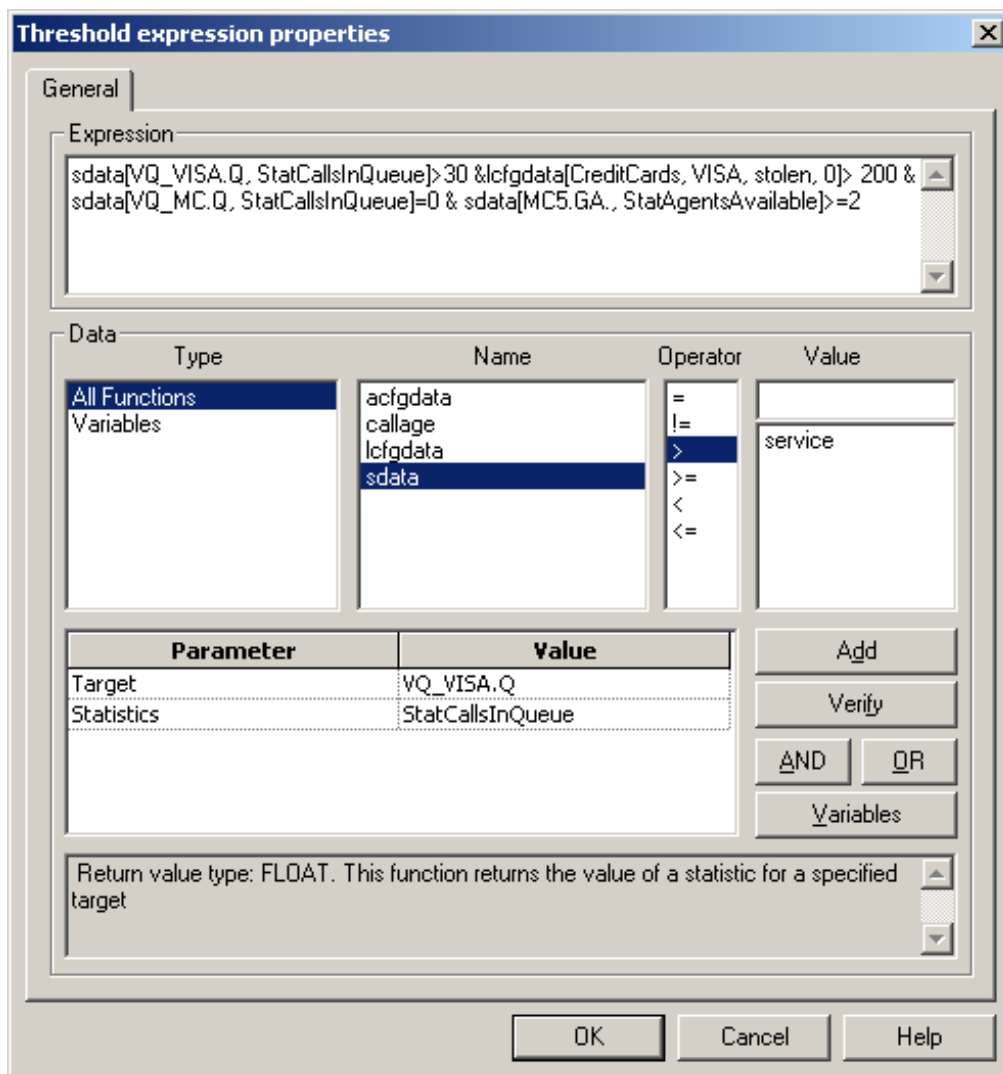 Threshold expression properties
General
Expression
sdata[VQ_VISA.Q, StatCallsInQueue]>30 &lcfgdata[CreditCards, VISA, stolen, 0]> 200 &
sdata[VQ_MC.Q, StatCallsInQueue]=0 & sdata[MC5.GA., StatAgentsAvailable]>=2
Data
Type Name Operator Value
All Functions
Variables
acfgdata
callage
lcfgdata
sdata
=
!=
>
>=
<
<=
service
Parameter Value
Target VQ_VISA.Q
Statistics StatCallsInQueue
Add
Verify
AND OR
Variables
Return value type: FLOAT. This function returns the value of a statistic for a specified
target
OK Cancel Help